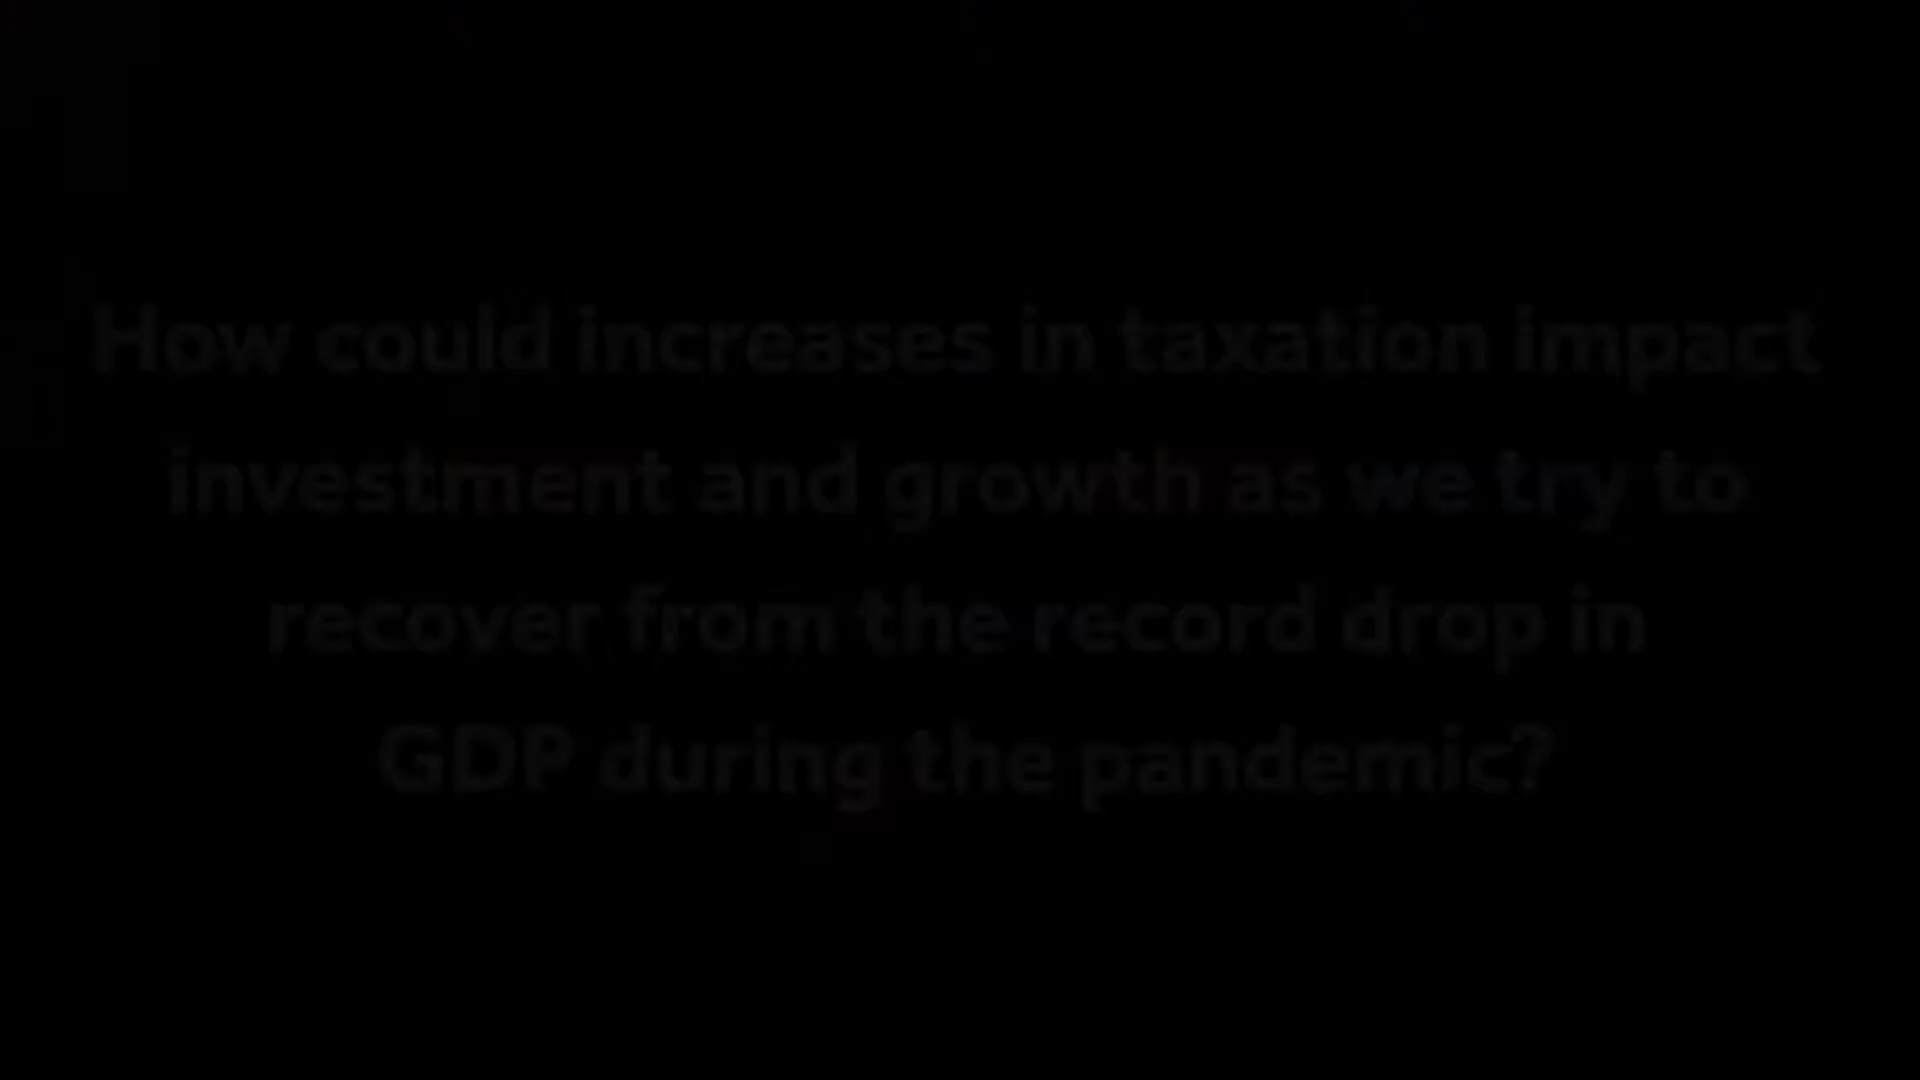 How could increases in taxation impact
investment and growth as we try to
recover from the record drop in
GDP during the pandemic?